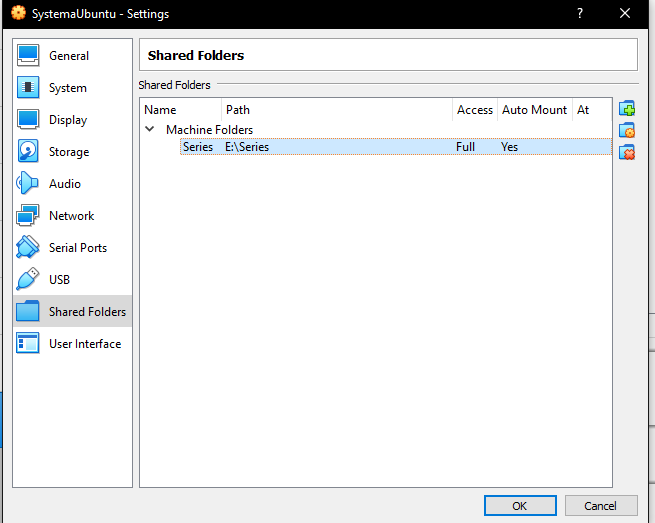 SystemaUbuntu - Settings ? ×
General
System
Display
Storage
Audio
Network
Serial Ports
USB
Shared Folders
User Interface
Shared Folders
Shared Folders
Name Path Access Auto Mount At
Machine Folders
Series E:\Series Full Yes
OK Cancel